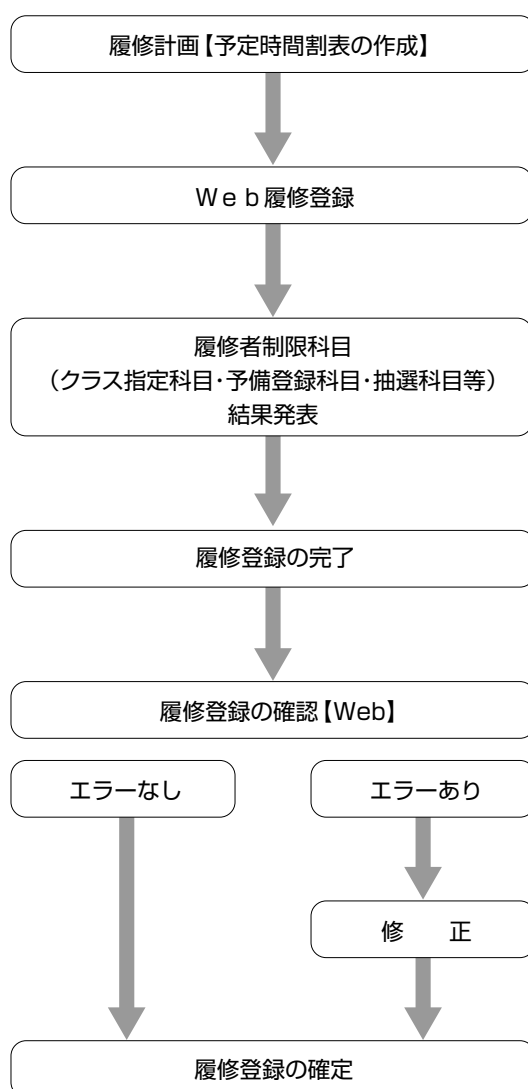 履修計画【予定時間割表の作成】
Ｗｅｂ履修登録
履修者制限科目
（クラス指定科目・予備登録科目・抽選科目等）
結果発表
履修登録の完了
履修登録の確認【Web】
エラーなし
エラーあり
修　　正
履修登録の確定